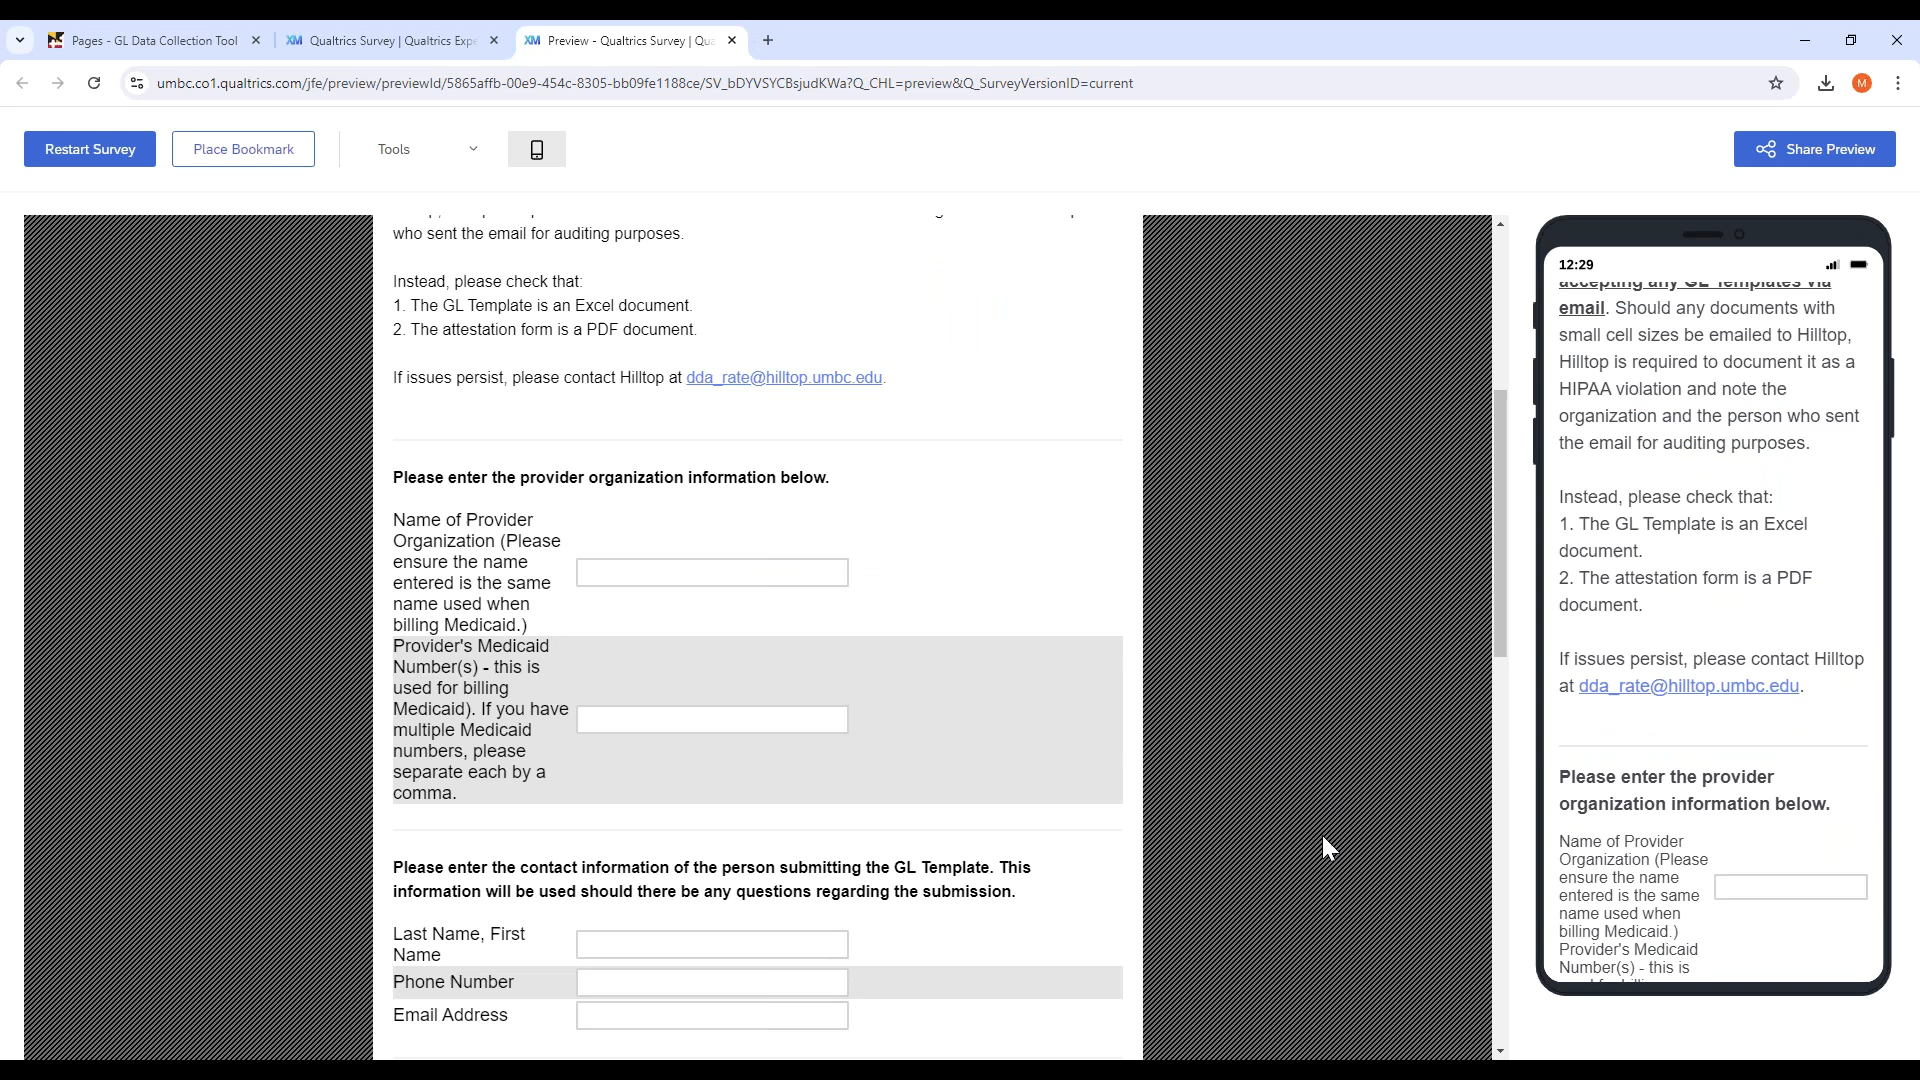 Pages - GL Data Collection Tool
Qualtrics Survey | Qualtrics Expe
Preview - Qualtrics Survey | Qua
umbc.co1.qualtrics.com/jfe/preview/previewId/5865affb-00e9-454c-8305-bb09fe1188ce/SV_bDYVSYCBsjudKWa?Q_CHL=preview&Q_SurveyVersionID=current
M
Restart Survey
Place Bookmark
Tools
Share Preview
who sent the email for auditing purposes.
Instead, please check that:
1. The GL Template is an Excel document.
2. The attestation form is a PDF document.
If issues persist, please contact Hilltop at dda_rate@hilltop.umbc.edu.
Please enter the provider organization information below.
Name of Provider
Organization (Please
ensure the name
entered is the same
name used when
billing Medicaid.)
Provider's Medicaid
Number(s) - this is
used for billing
Medicaid). If you have
multiple Medicaid
numbers, please
separate each by a
comma.
Please enter the contact information of the person submitting the GL Template. This
information will be used should there be any questions regarding the submission.
Last Name, First
Name
Phone Number
Email Address
12:29
accepting any GL Templates via
email. Should any documents with
small cell sizes be emailed to Hilltop,
Hilltop is required to document it as a
HIPAA violation and note the
organization and the person who sent
the email for auditing purposes.
Instead, please check that:
1. The GL Template is an Excel
document.
2. The attestation form is a PDF
document.
If issues persist, please contact Hilltop
at dda_rate@hilltop.umbc.edu.
Please enter the provider
organization information below.
Name of Provider
Organization (Please
ensure the name
entered is the same
name used when
billing Medicaid.)
Provider's Medicaid
Number(s) - this is